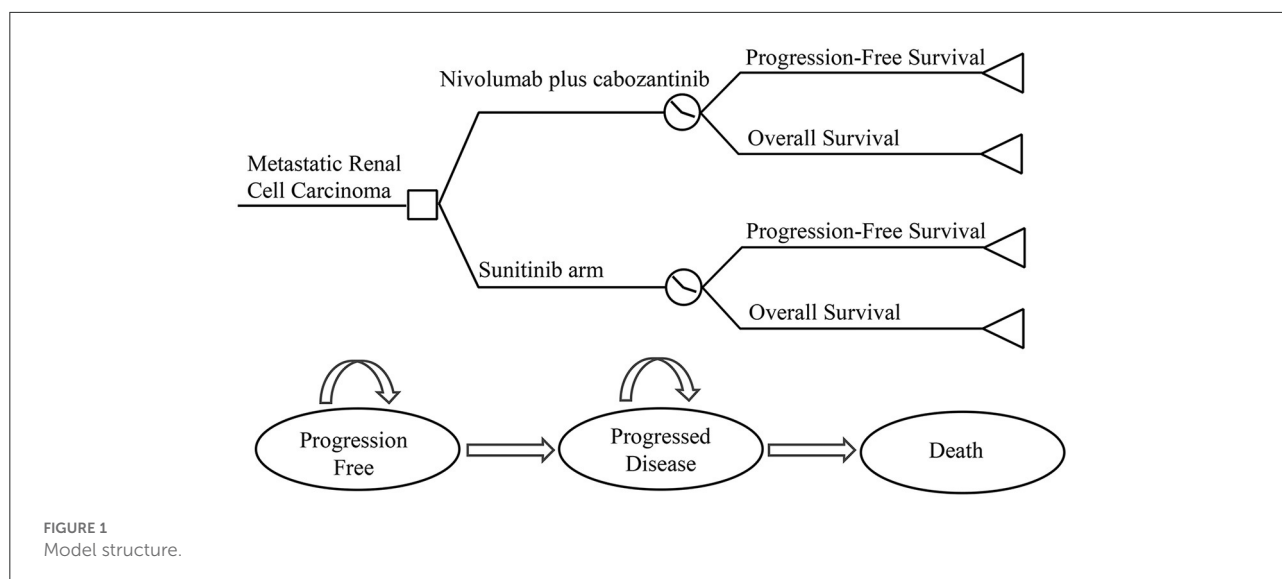 Progression-Free Survival
Nivolumab plus cabozantinib
Overall Survival
Metastatic Renal
Cell Carcinoma
Progression-Free Survival
Sunitinib arm
Overall Survival
Progression
Free
Progressed
Disease
Death
FIGURE 1
Model structure.